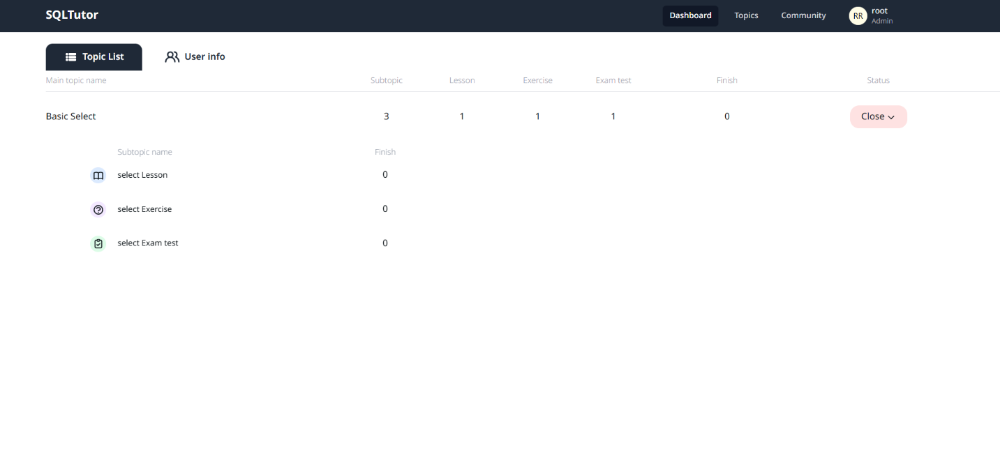 SQLTutor Dashboard Topics Community RR root
Admin
Topic List User info
Main topic name Subtopic Lesson Exercise Exam test Finish Status
Basic Select 3 1 1 1 0 Close
Subtopic name Finish
select Lesson 0
select Exercise 0
select Exam test 0